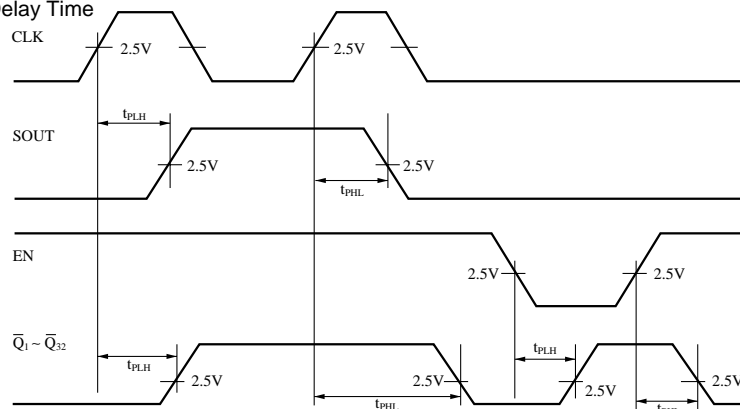 Delay Time
CLK
2.5V 2.5V
tPLH
SOUT
2.5V 2.5V
tPHL
EN
2.5V 2.5V
Q̅1 ~ Q̅32
tPLH tPLH
2.5V 2.5V 2.5V 2.5V
tPHL